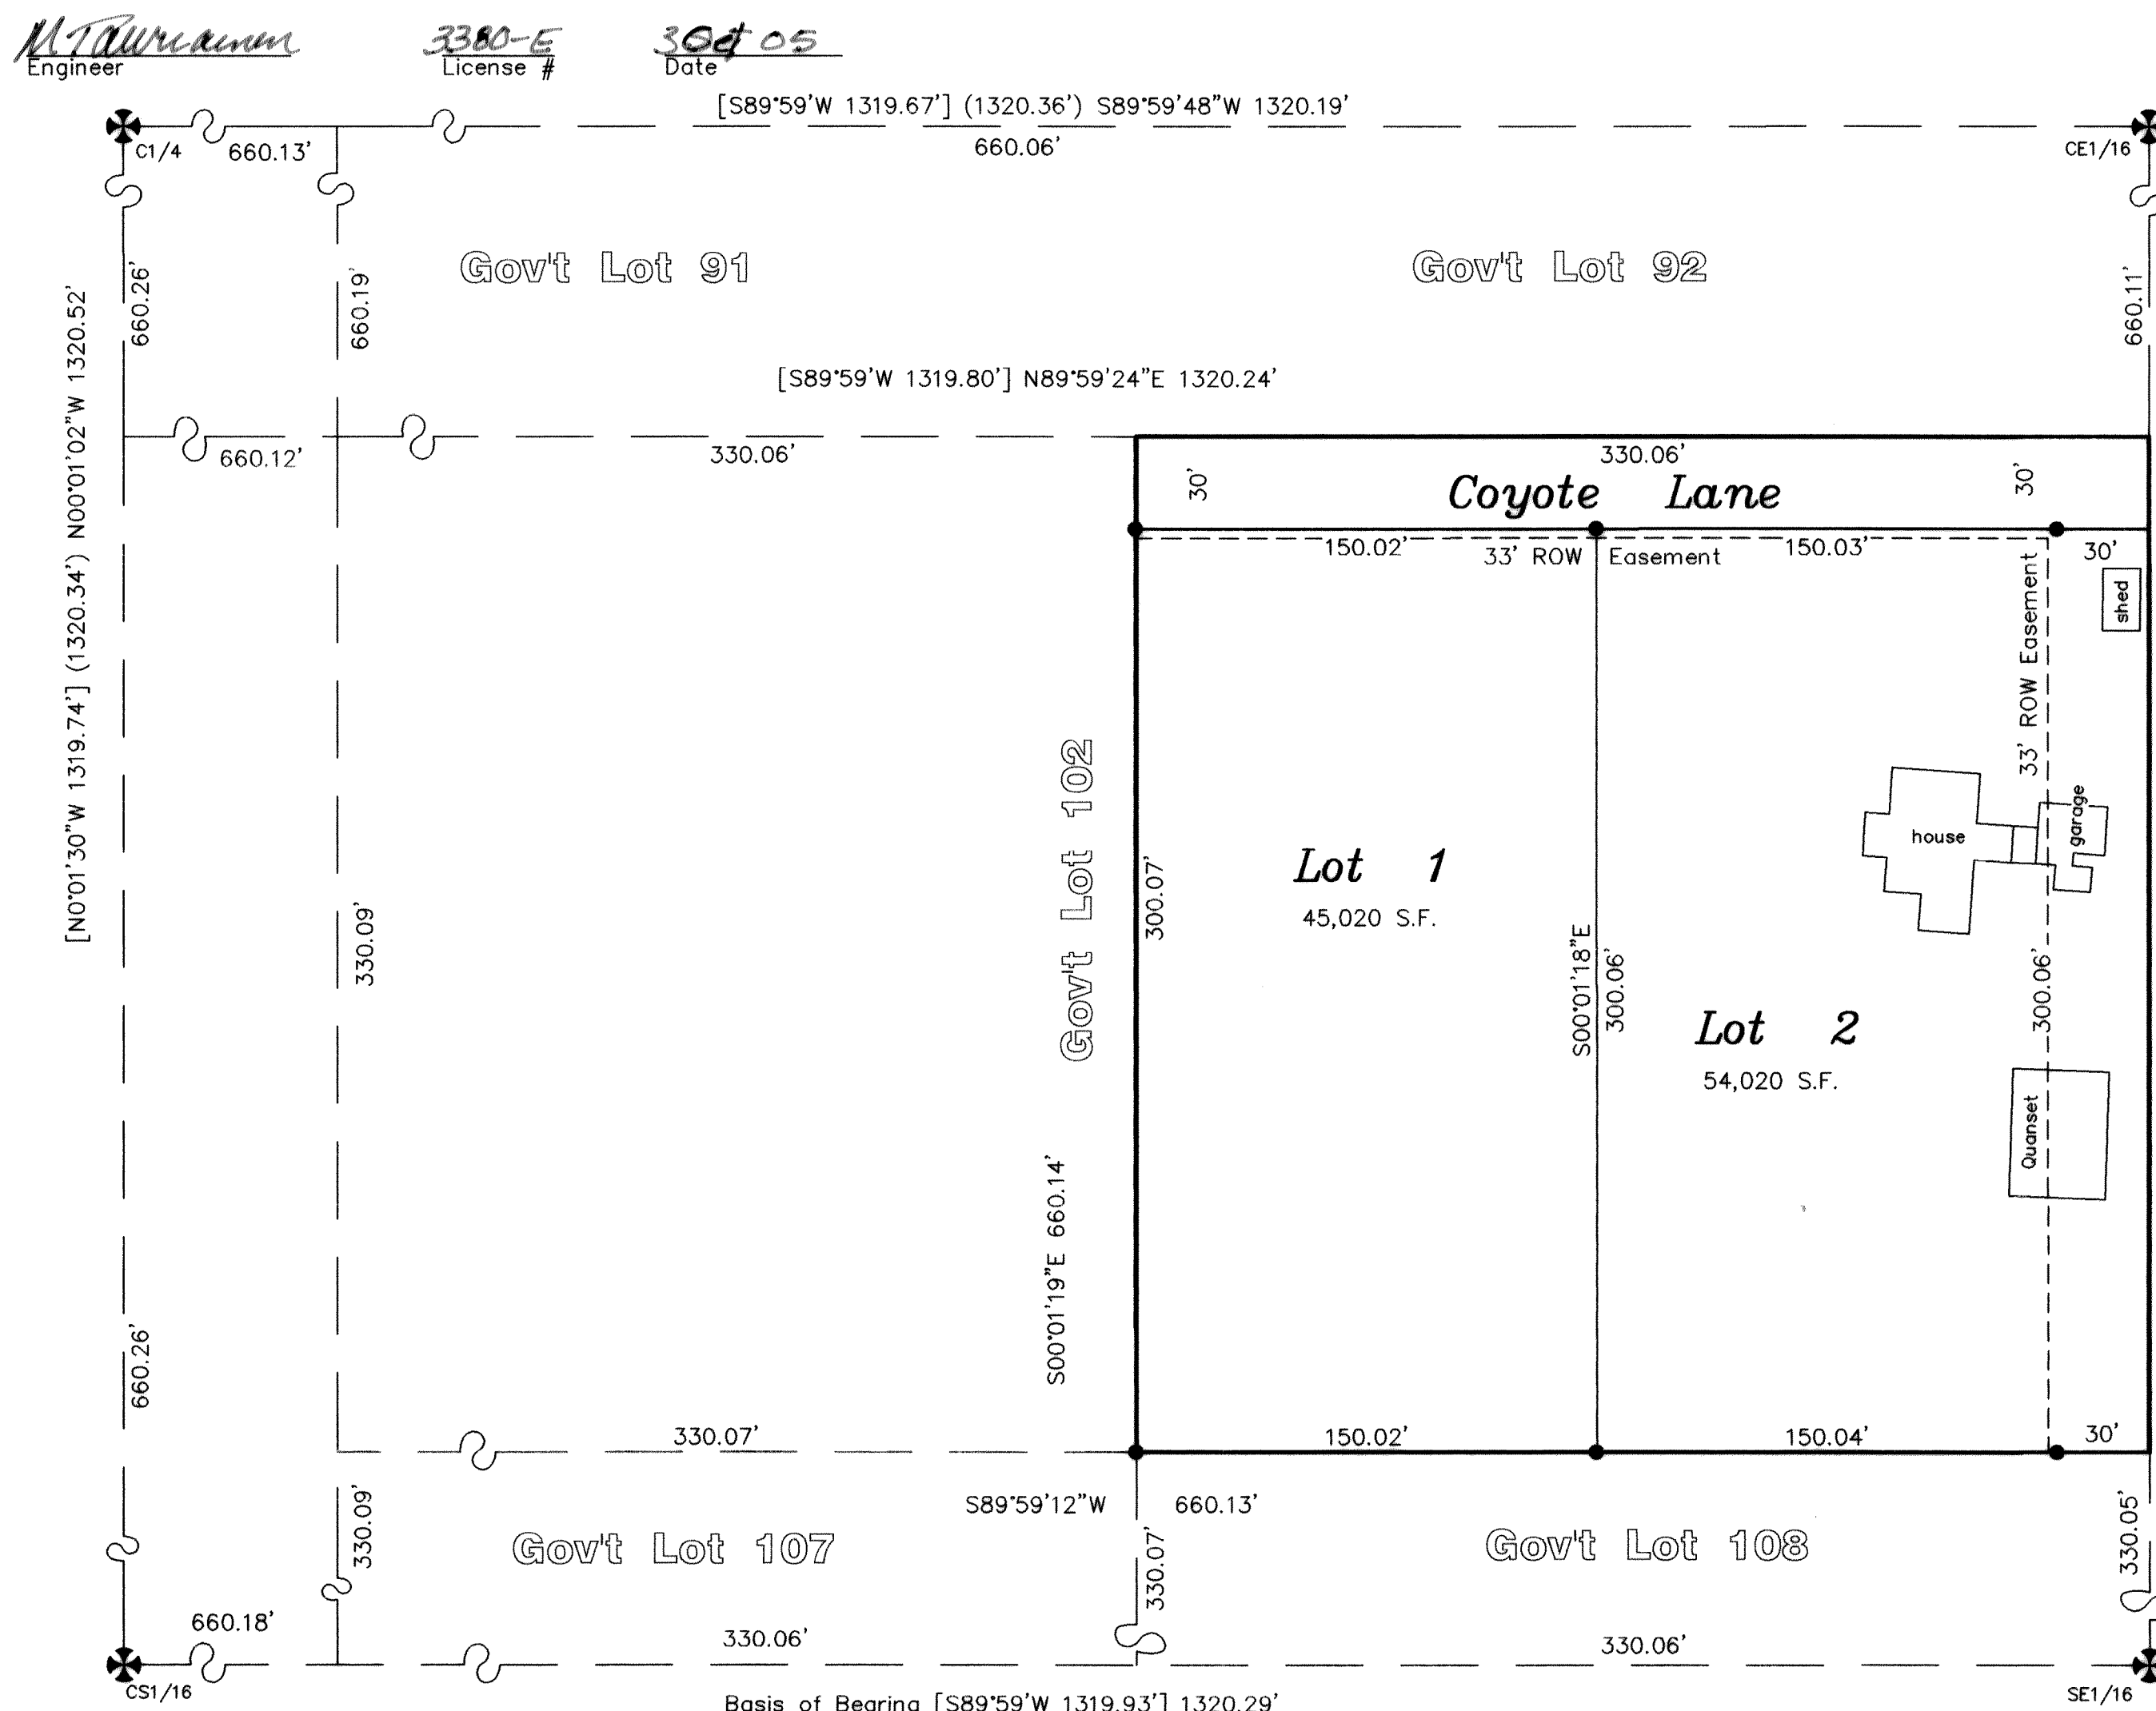 M Tauriainen 3380-E 3 Oct 05
Engineer License # Date
[S89°59'W 1319.67'] (1320.36') S89°59'48"W 1320.19'
C1/4 660.13' 660.06' CE1/16
660.26'
660.19'
Gov't Lot 91 Gov't Lot 92
660.11'
[N0°01'30"W 1319.74'] (1320.34') N00°01'02"W 1320.52'
[S89°59'W 1319.80'] N89°59'24"E 1320.24'
660.12' 330.06' 330.06'
30' Coyote Lane 30'
150.02' 150.03' 30'
33' ROW Easement
33' ROW Easement
shed
house
garage
Gov't Lot 102
300.07'
Lot 1
45,020 S.F.
330.09'
S00°01'18"E
300.06'
300.06'
Lot 2
54,020 S.F.
Quanset
S00°01'19"E 660.14'
660.26'
330.07' 150.02' 150.04' 30'
S89°59'12"W 660.13'
330.09'
Gov't Lot 107 Gov't Lot 108
330.07'
330.05'
660.18' 330.06' 330.06'
CS1/16 SE1/16
Basis of Bearing [S89°59'W 1319.93'] 1320.29'